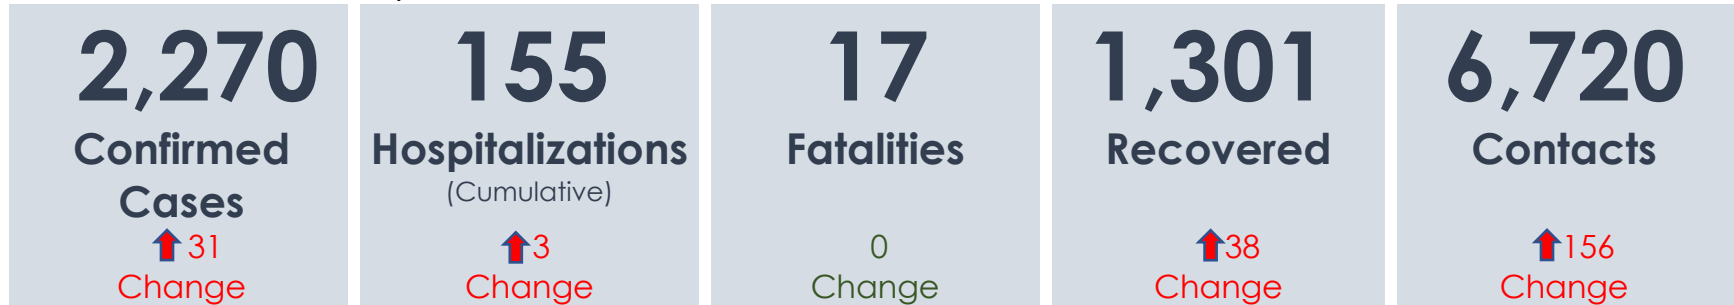 2,270
Confirmed
Cases
31
Change
155
Hospitalizations
(Cumulative)
3
Change
17
Fatalities
0
Change
1,301
Recovered
38
Change
6,720
Contacts
156
Change